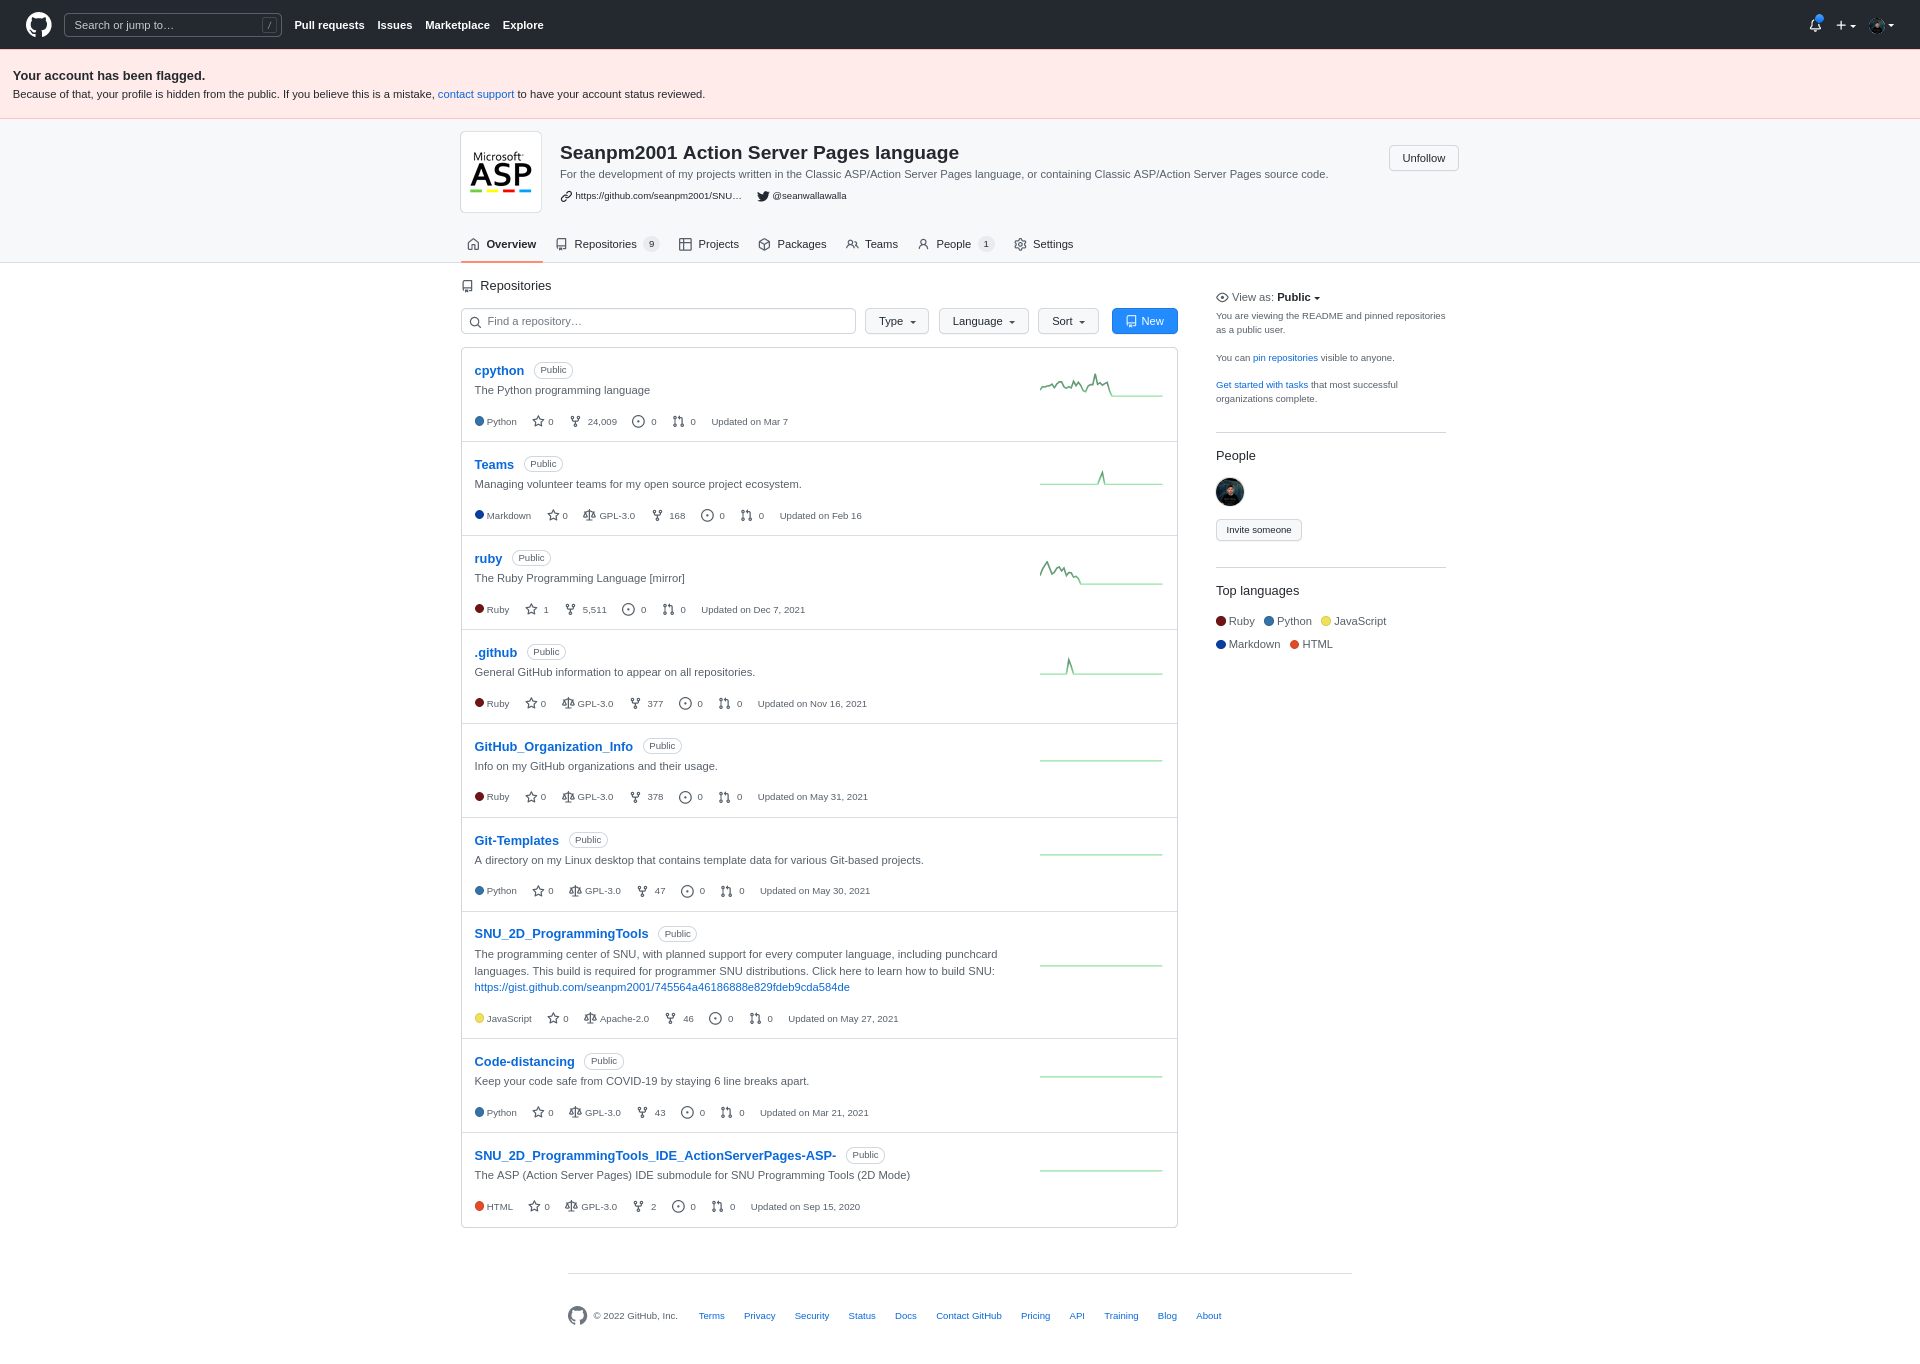 Search or jump to… /
Pull requests Issues Marketplace Explore
Your account has been flagged.
Because of that, your profile is hidden from the public. If you believe this is a mistake, contact support to have your account status reviewed.
Microsoft
ASP
Seanpm2001 Action Server Pages language
For the development of my projects written in the Classic ASP/Action Server Pages language, or containing Classic ASP/Action Server Pages source code.
https://github.com/seanpm2001/SNU… @seanwallawalla
Unfollow
Overview Repositories 9 Projects Packages Teams People 1 Settings
Repositories
Find a repository… Type Language Sort New
cpython Public
The Python programming language
Python 0 24,009 0 0 Updated on Mar 7
Teams Public
Managing volunteer teams for my open source project ecosystem.
Markdown 0 GPL-3.0 168 0 0 Updated on Feb 16
ruby Public
The Ruby Programming Language [mirror]
Ruby 1 5,511 0 0 Updated on Dec 7, 2021
.github Public
General GitHub information to appear on all repositories.
Ruby 0 GPL-3.0 377 0 0 Updated on Nov 16, 2021
GitHub_Organization_Info Public
Info on my GitHub organizations and their usage.
Ruby 0 GPL-3.0 378 0 0 Updated on May 31, 2021
Git-Templates Public
A directory on my Linux desktop that contains template data for various Git-based projects.
Python 0 GPL-3.0 47 0 0 Updated on May 30, 2021
SNU_2D_ProgrammingTools Public
The programming center of SNU, with planned support for every computer language, including punchcard
languages. This build is required for programmer SNU distributions. Click here to learn how to build SNU:
https://gist.github.com/seanpm2001/745564a46186888e829fdeb9cda584de
JavaScript 0 Apache-2.0 46 0 0 Updated on May 27, 2021
Code-distancing Public
Keep your code safe from COVID-19 by staying 6 line breaks apart.
Python 0 GPL-3.0 43 0 0 Updated on Mar 21, 2021
SNU_2D_ProgrammingTools_IDE_ActionServerPages-ASP- Public
The ASP (Action Server Pages) IDE submodule for SNU Programming Tools (2D Mode)
HTML 0 GPL-3.0 2 0 0 Updated on Sep 15, 2020
View as: Public
You are viewing the README and pinned repositories
as a public user.
You can pin repositories visible to anyone.
Get started with tasks that most successful
organizations complete.
People
Invite someone
Top languages
Ruby Python JavaScript
Markdown HTML
© 2022 GitHub, Inc. Terms Privacy Security Status Docs Contact GitHub Pricing API Training Blog About